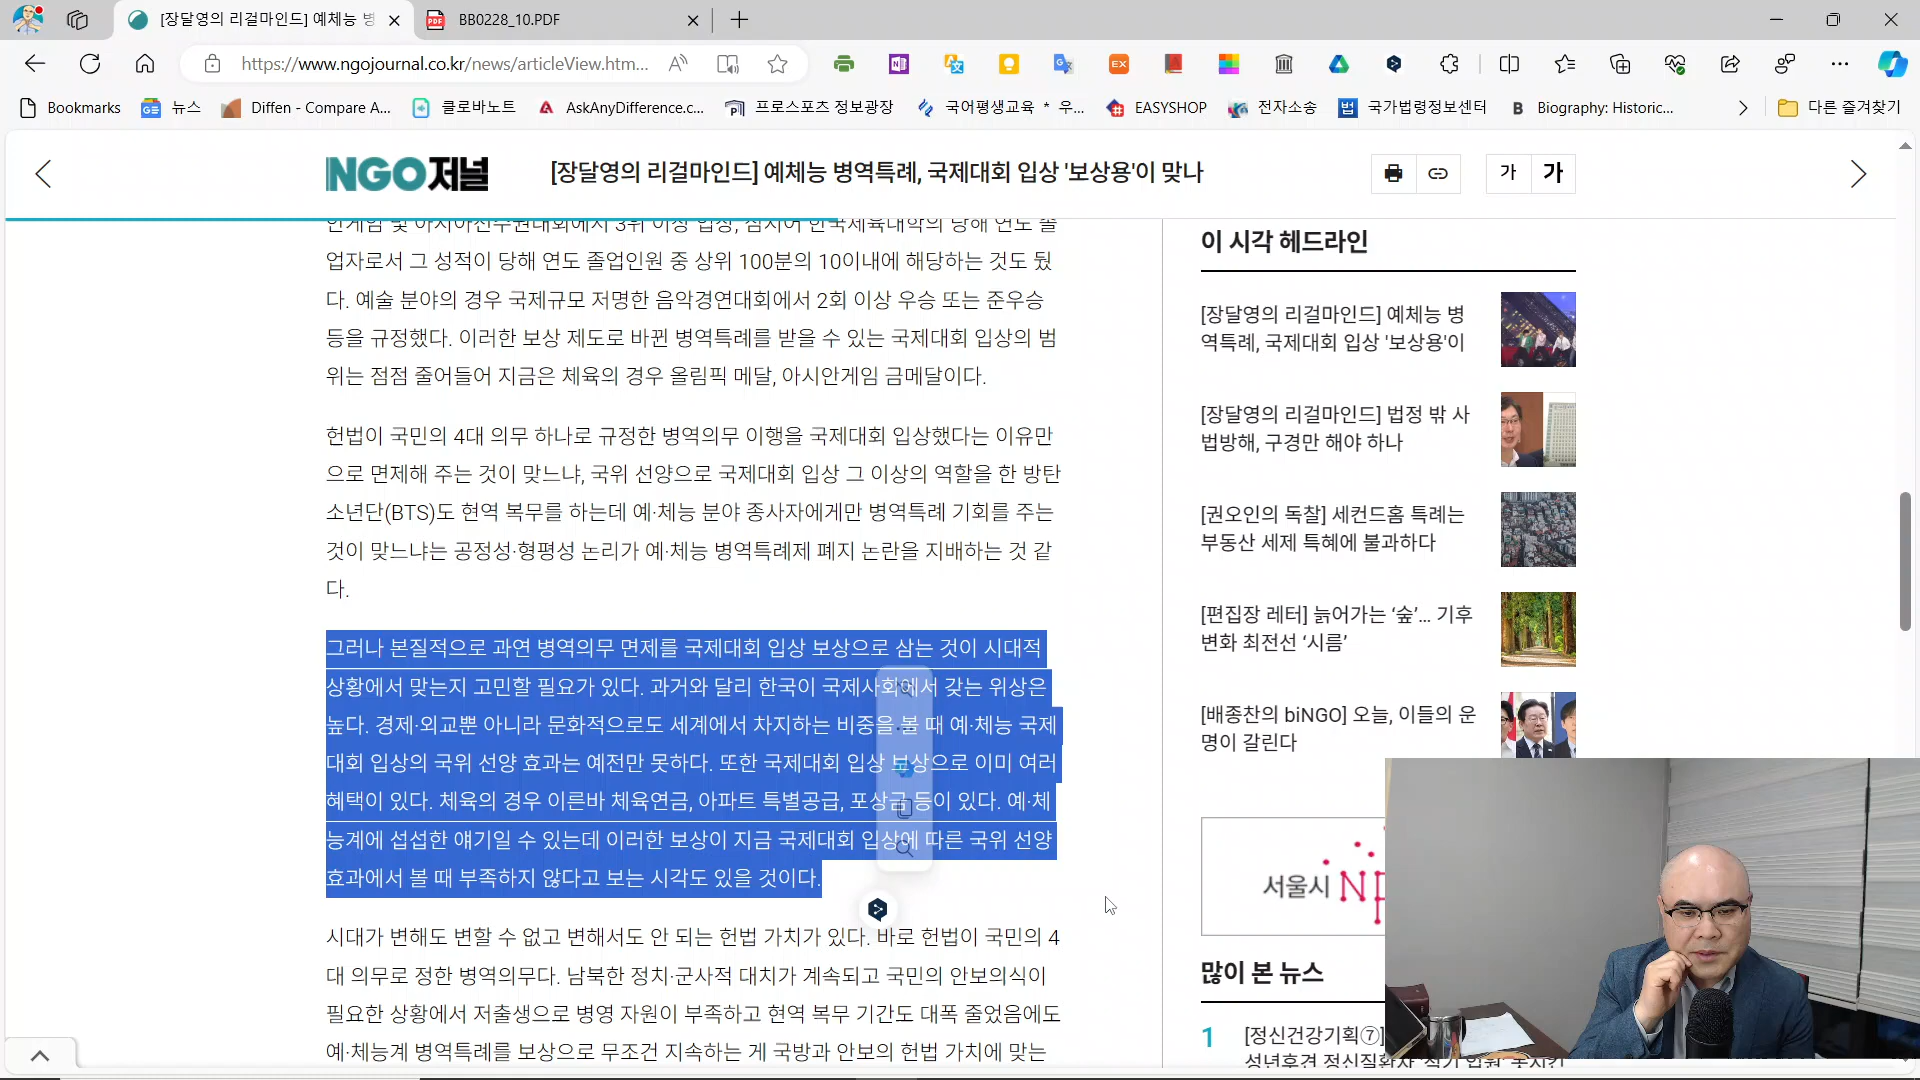 [장달영의 리걸마인드] 예체능 병
BB0228_10.PDF
https://www.ngojournal.co.kr/news/articleView.htm...
Bookmarks
뉴스
Diffen - Compare A...
클로바노트
AskAnyDifference.c...
프로스포츠 정보광장
국어평생교육 * 우...
EASYSHOP
전자소송
국가법령정보센터
Biography: Historic...
다른 즐겨찾기
NGO저널
[장달영의 리걸마인드] 예체능 병역특례, 국제대회 입상 '보상용'이 맞나
가 가
안게임 및 아시아선수권대회에서 3위 이상 입상, 심지어 한국체육대학의 당해 연도 졸
업자로서 그 성적이 당해 연도 졸업인원 중 상위 100분의 10이내에 해당하는 것도 뒀
다. 예술 분야의 경우 국제규모 저명한 음악경연대회에서 2회 이상 우승 또는 준우승
등을 규정했다. 이러한 보상 제도로 바뀐 병역특례를 받을 수 있는 국제대회 입상의 범
위는 점점 줄어들어 지금은 체육의 경우 올림픽 메달, 아시안게임 금메달이다.
헌법이 국민의 4대 의무 하나로 규정한 병역의무 이행을 국제대회 입상했다는 이유만
으로 면제해 주는 것이 맞느냐, 국위 선양으로 국제대회 입상 그 이상의 역할을 한 방탄
소년단(BTS)도 현역 복무를 하는데 예·체능 분야 종사자에게만 병역특례 기회를 주는
것이 맞느냐는 공정성·형평성 논리가 예·체능 병역특례제 폐지 논란을 지배하는 것 같
다.
그러나 본질적으로 과연 병역의무 면제를 국제대회 입상 보상으로 삼는 것이 시대적
상황에서 맞는지 고민할 필요가 있다. 과거와 달리 한국이 국제사회에서 갖는 위상은
높다. 경제·외교뿐 아니라 문화적으로도 세계에서 차지하는 비중을 볼 때 예·체능 국제
대회 입상의 국위 선양 효과는 예전만 못하다. 또한 국제대회 입상 보상으로 이미 여러
혜택이 있다. 체육의 경우 이른바 체육연금, 아파트 특별공급, 포상금 등이 있다. 예·체
능계에 섭섭한 얘기일 수 있는데 이러한 보상이 지금 국제대회 입상에 따른 국위 선양
효과에서 볼 때 부족하지 않다고 보는 시각도 있을 것이다.
시대가 변해도 변할 수 없고 변해서도 안 되는 헌법 가치가 있다. 바로 헌법이 국민의 4
대 의무로 정한 병역의무다. 남북한 정치·군사적 대치가 계속되고 국민의 안보의식이
필요한 상황에서 저출생으로 병영 자원이 부족하고 현역 복무 기간도 대폭 줄었음에도
예·체능계 병역특례를 보상으로 무조건 지속하는 게 국방과 안보의 헌법 가치에 맞는
이 시각 헤드라인
[장달영의 리걸마인드] 예체능 병
역특례, 국제대회 입상 '보상용'이
[장달영의 리걸마인드] 법정 밖 사
법방해, 구경만 해야 하나
[권오인의 독찰] 세컨드홈 특례는
부동산 세제 특혜에 불과하다
[편집장 레터] 늙어가는 ‘숲’... 기후
변화 최전선 ‘시름’
[배종찬의 biNGO] 오늘, 이들의 운
명이 갈린다
서울시 NP
많이 본 뉴스
1 [정신건강기획⑦]